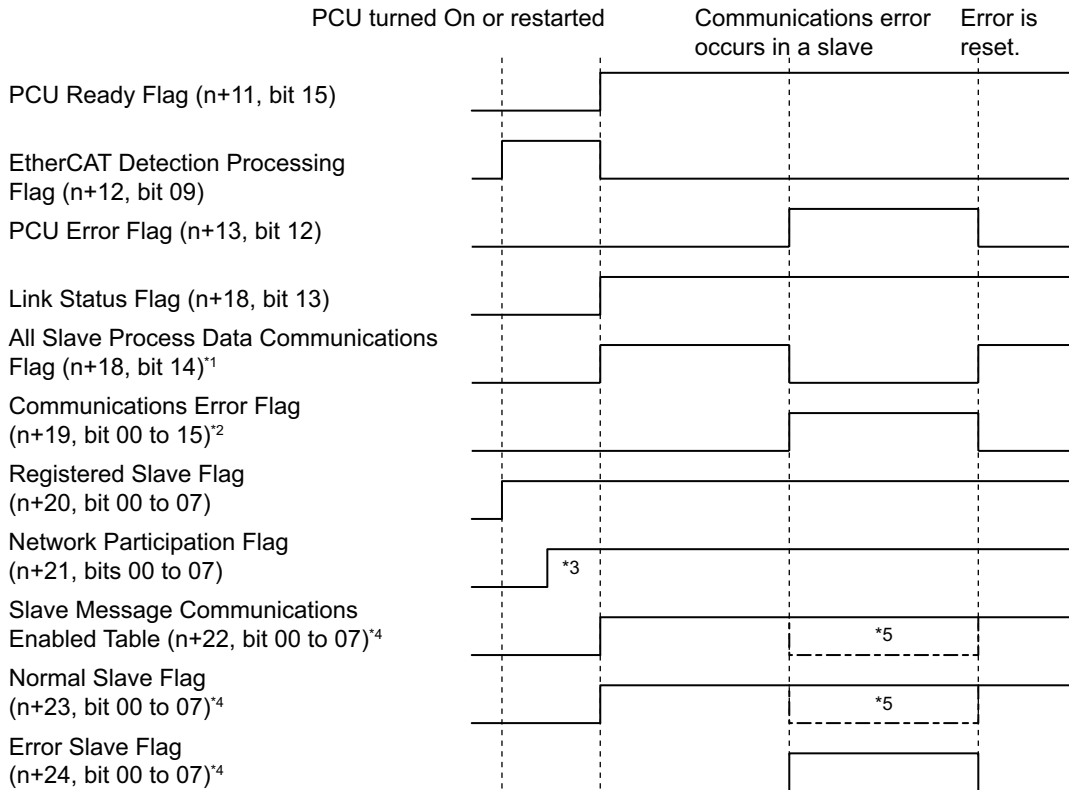 PCU turned On or restarted
Communications error
occurs in a slave
Error is
reset.
PCU Ready Flag (n+11, bit 15)
EtherCAT Detection Processing
Flag (n+12, bit 09)
PCU Error Flag (n+13, bit 12)
Link Status Flag (n+18, bit 13)
All Slave Process Data Communications
Flag (n+18, bit 14)*1
Communications Error Flag
(n+19, bit 00 to 15)*2
Registered Slave Flag
(n+20, bit 00 to 07)
Network Participation Flag
(n+21, bits 00 to 07)
*3
Slave Message Communications
Enabled Table (n+22, bit 00 to 07)*4
*5
Normal Slave Flag
(n+23, bit 00 to 07)*4
*5
Error Slave Flag
(n+24, bit 00 to 07)*4